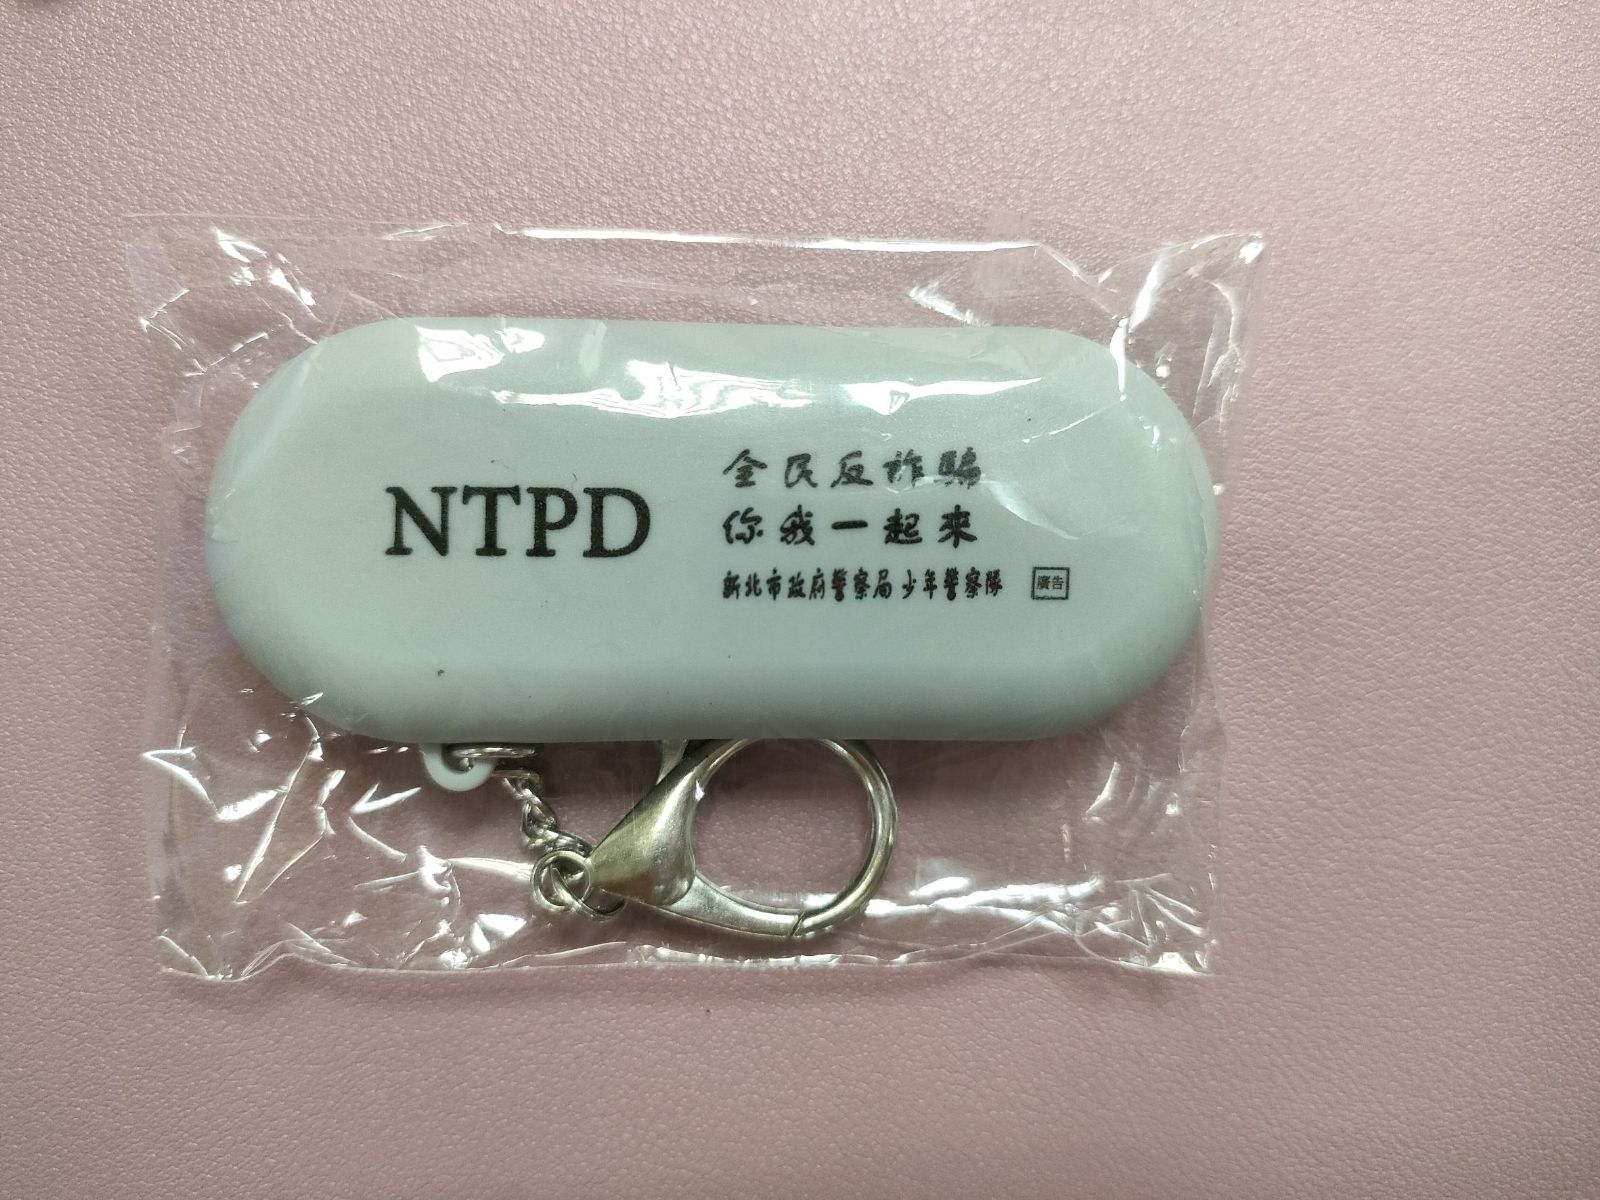 NTPD
全民反詐騙
你我一起來
新北市政府警察局少年警察隊 廣告